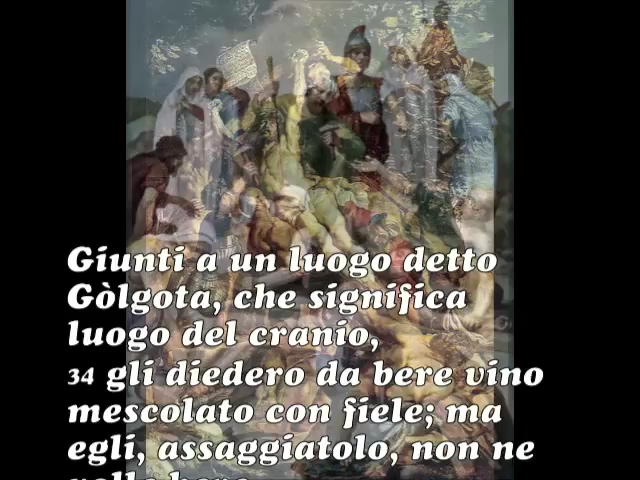 Giunti a un luogo detto
Gòlgota, che significa
luogo del cranio,
34 gli diedero da bere vino
mescolato con fiele; ma
egli, assaggiatolo, non ne